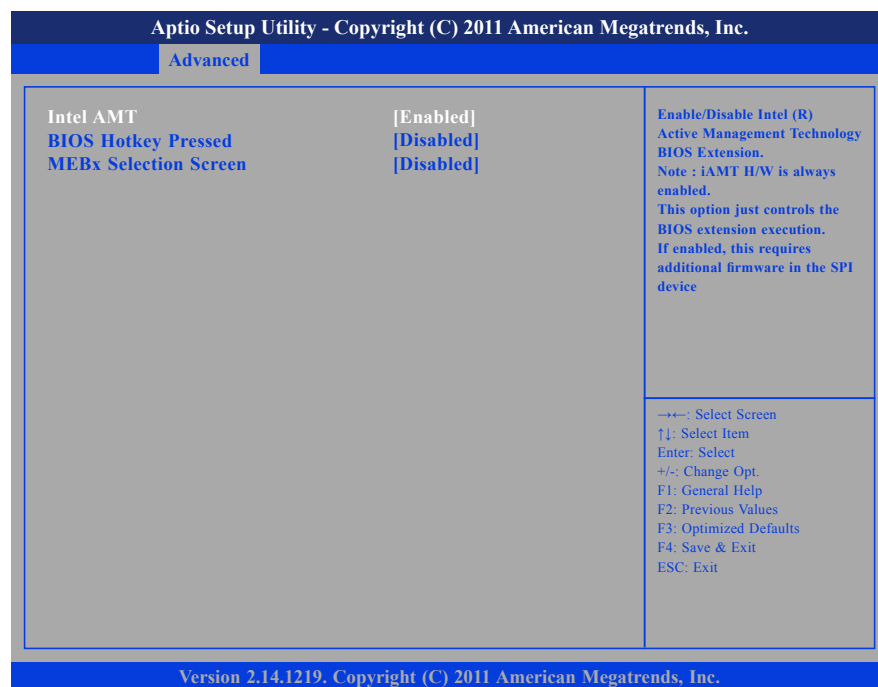 Aptio Setup Utility - Copyright (C) 2011 American Megatrends, Inc.
Advanced
Intel AMT [Enabled]
BIOS Hotkey Pressed [Disabled]
MEBx Selection Screen [Disabled]
Enable/Disable Intel (R)
Active Management Technology
BIOS Extension.
Note : iAMT H/W is always
enabled.
This option just controls the
BIOS extension execution.
If enabled, this requires
additional firmware in the SPI
device
→←: Select Screen
↑↓: Select Item
Enter: Select
+/-: Change Opt.
F1: General Help
F2: Previous Values
F3: Optimized Defaults
F4: Save & Exit
ESC: Exit
Version 2.14.1219. Copyright (C) 2011 American Megatrends, Inc.